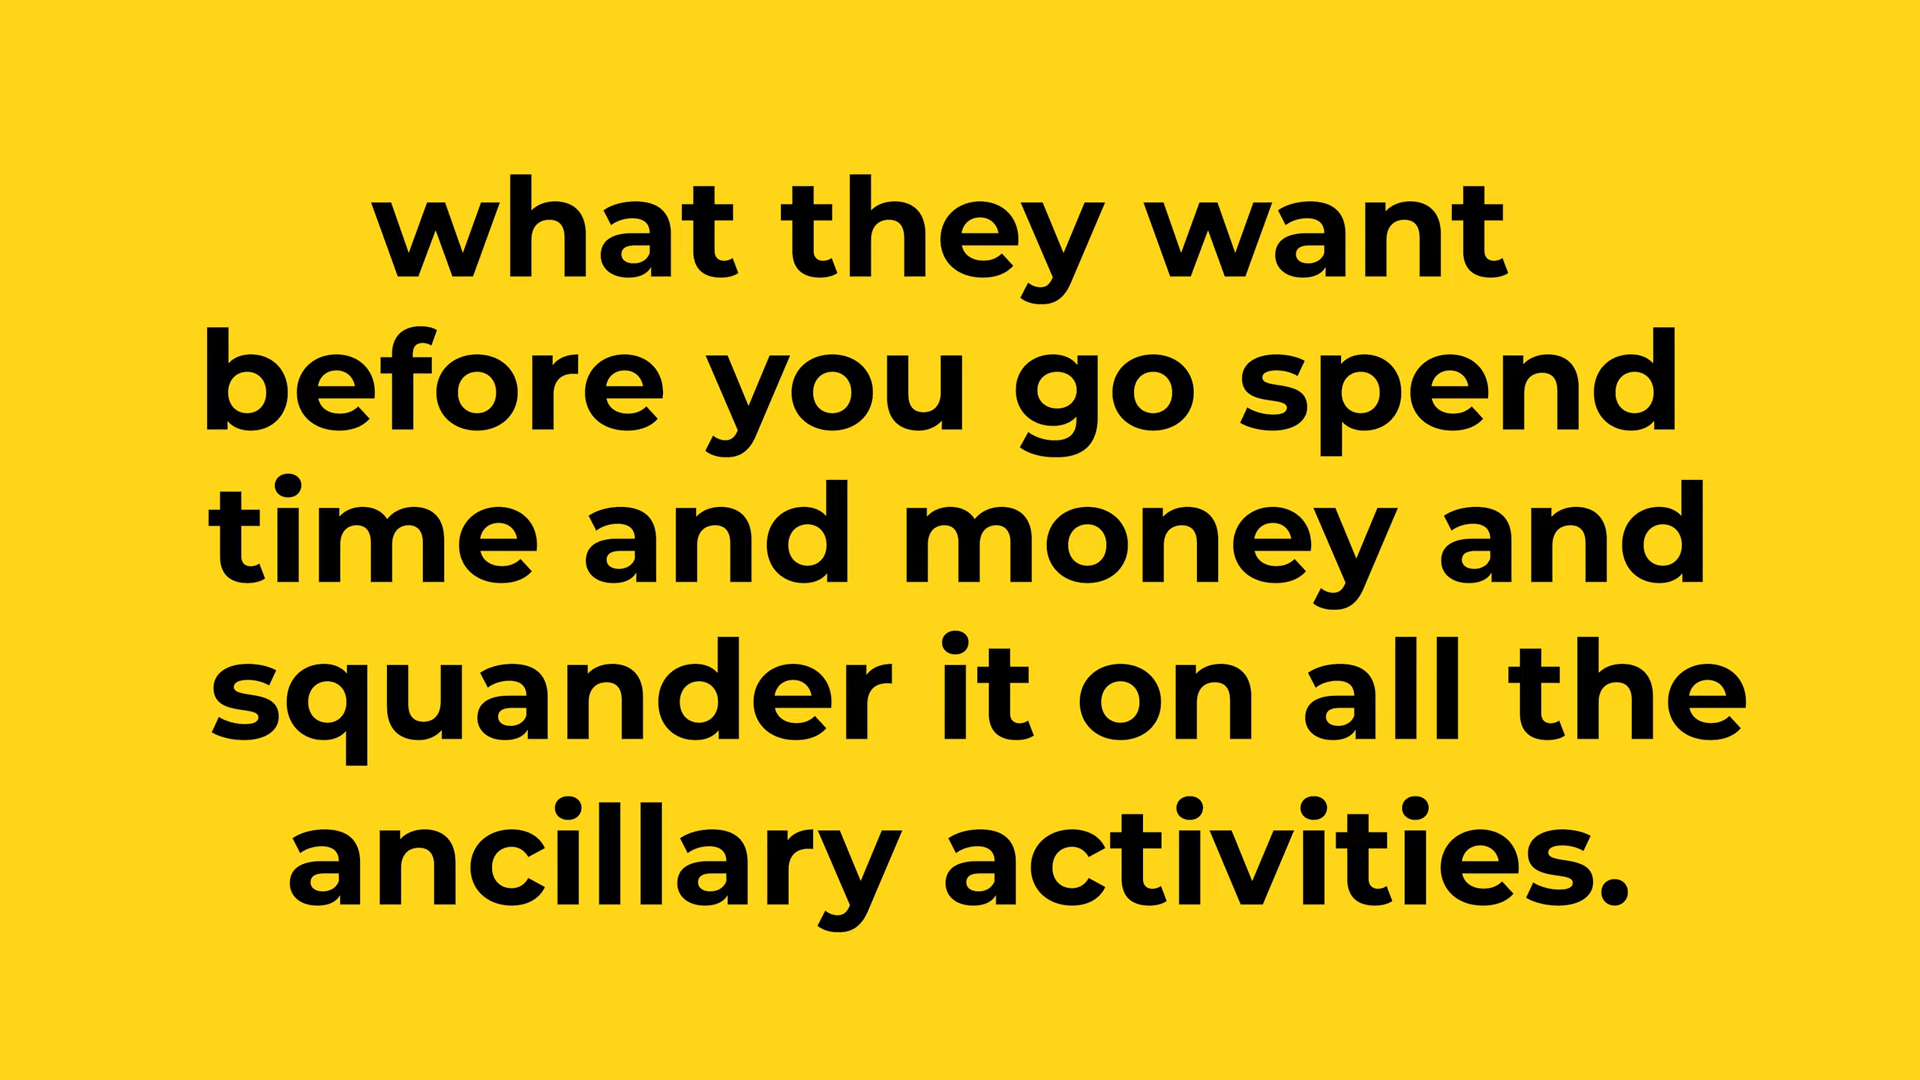 what they want
before you go spend
time and money and
squander it on all the
ancillary activities.